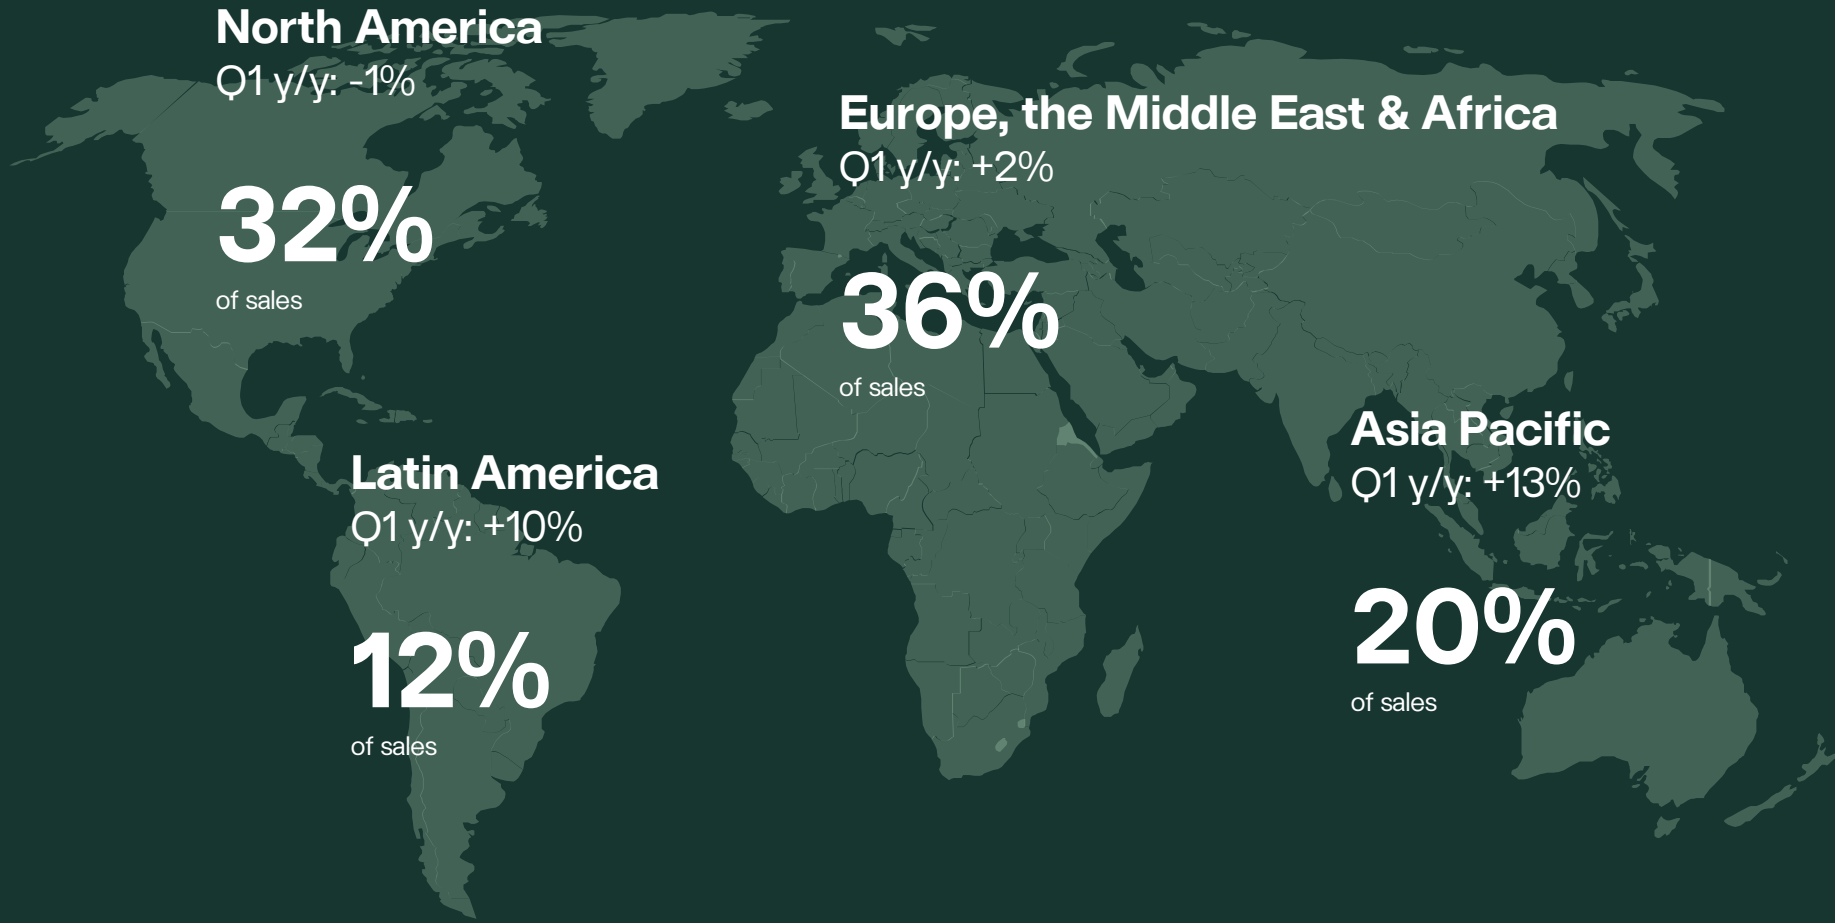 North America
Q1 y/y: -1%
32%
of sales
Europe, the Middle East & Africa
Q1 y/y: +2%
36%
of sales
Latin America
Q1 y/y: +10%
12%
of sales
Asia Pacific
Q1 y/y: +13%
20%
of sales